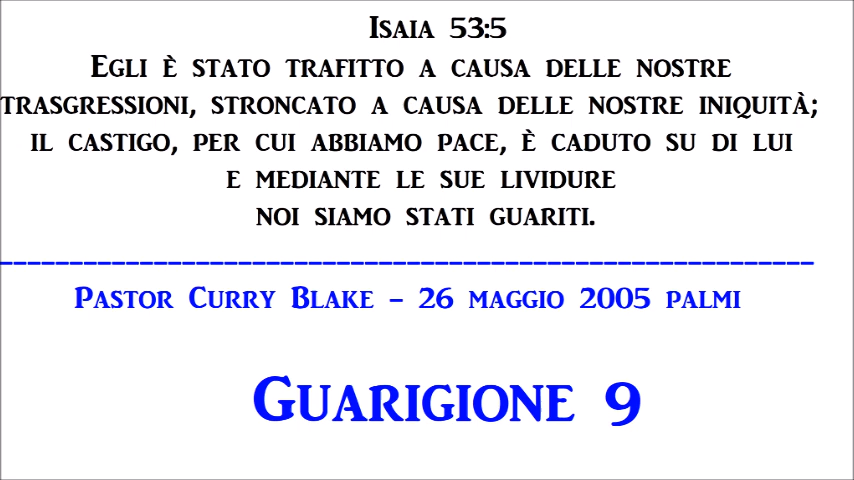 Isaia 53:5
Egli è stato trafitto a causa delle nostre
trasgressioni, stroncato a causa delle nostre iniquità;
il castigo, per cui abbiamo pace, è caduto su di lui
e mediante le sue lividure
noi siamo stati guariti.
Pastor Curry Blake – 26 maggio 2005 palmi
Guarigione 9